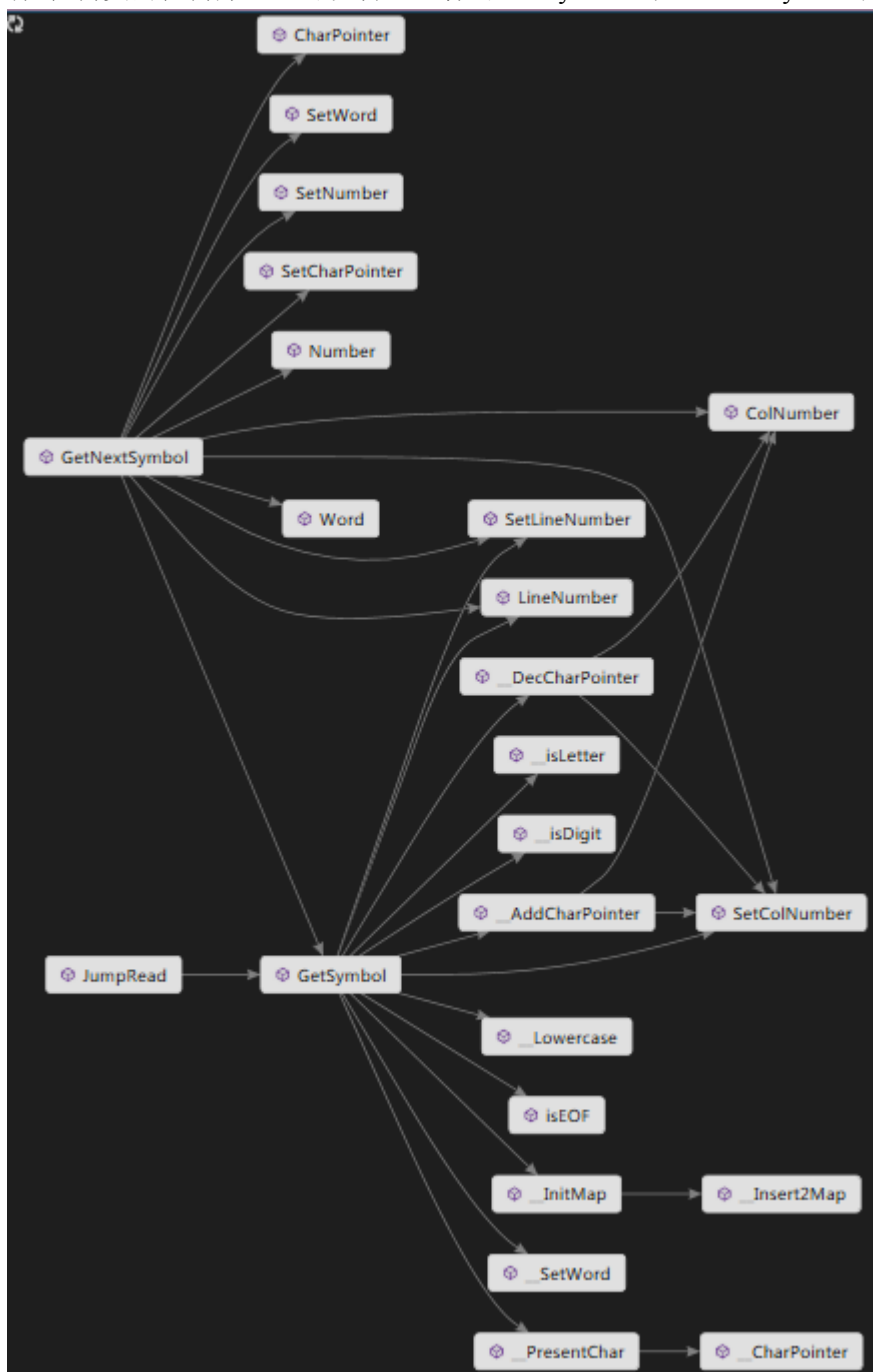 CharPointer
SetWord
SetNumber
SetCharPointer
Number
ColNumber
GetNextSymbol
Word
SetLineNumber
LineNumber
__DecCharPointer
__isLetter
__isDigit
__AddCharPointer
SetColNumber
JumpRead
GetSymbol
__Lowercase
isEOF
__InitMap
__Insert2Map
__SetWord
__PresentChar
__CharPointer